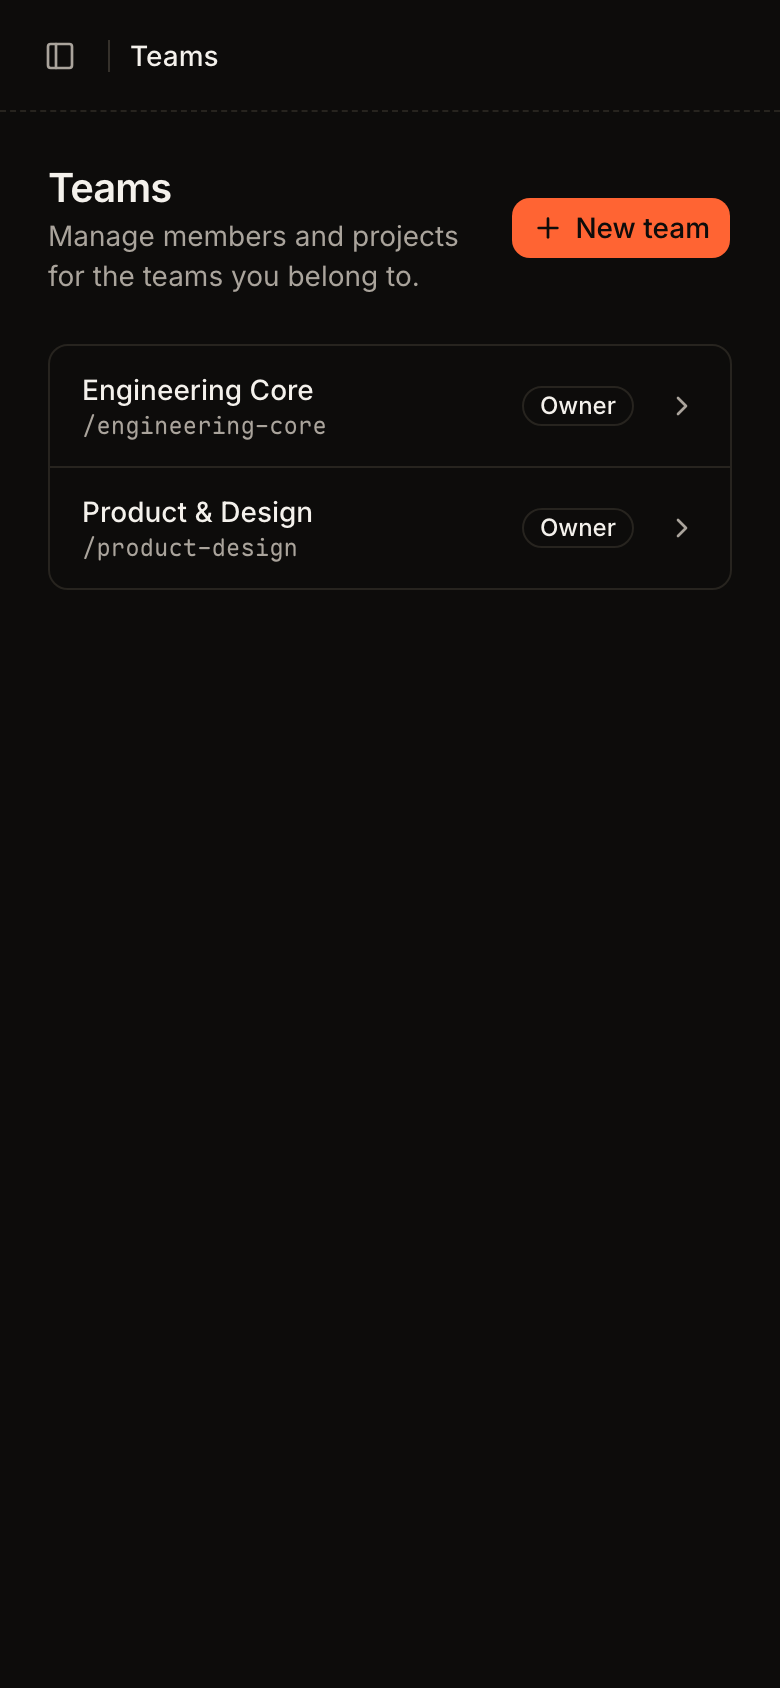 Teams
Teams
Manage members and projects
for the teams you belong to.
New team
Engineering Core
/engineering-core
Owner
Product & Design
/product-design
Owner